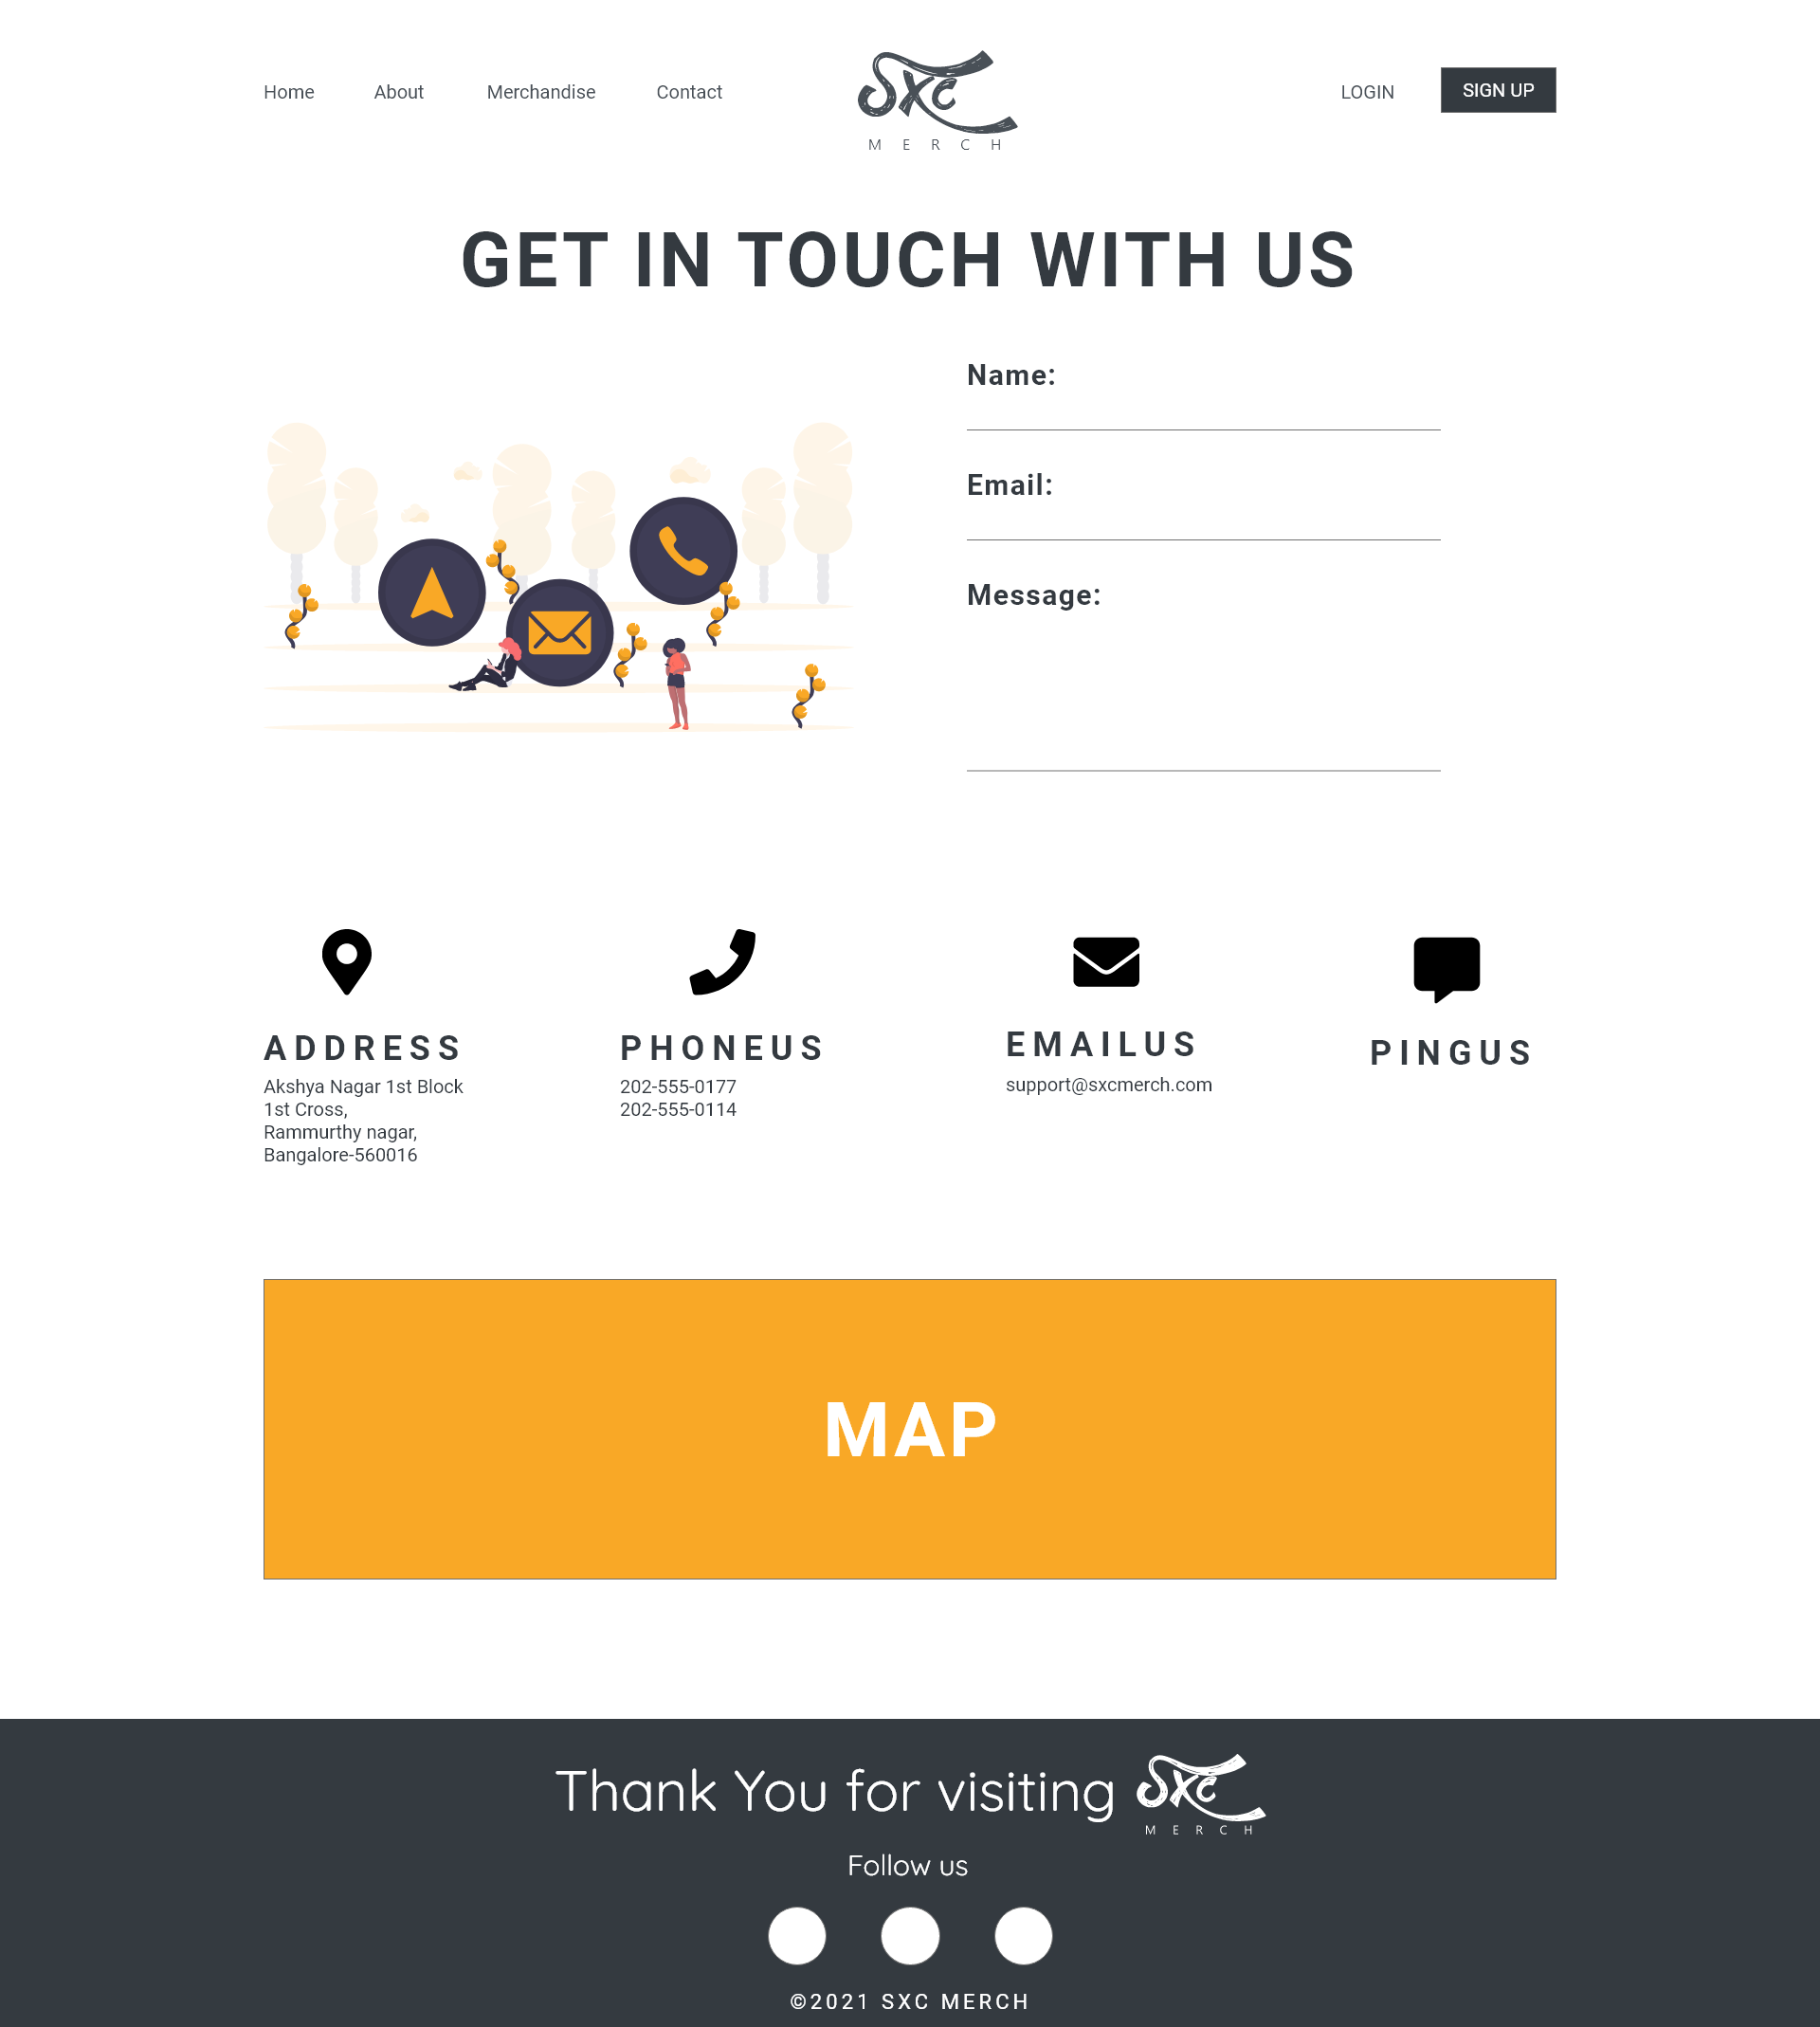 Home
About
Merchandise
Contact
SXC
MERCH
LOGIN
SIGN UP
GET IN TOUCH WITH US
Name:
Email:
Message:
ADDRESS
Akshya Nagar 1st Block
1st Cross,
Rammurthy nagar,
Bangalore-560016
PHONEUS
202-555-0177
202-555-0114
EMAILUS
support@sxcmerch.com
PINGUS
MAP
Thank You for visiting
SXC
MERCH
Follow us
©2021 SXC MERCH